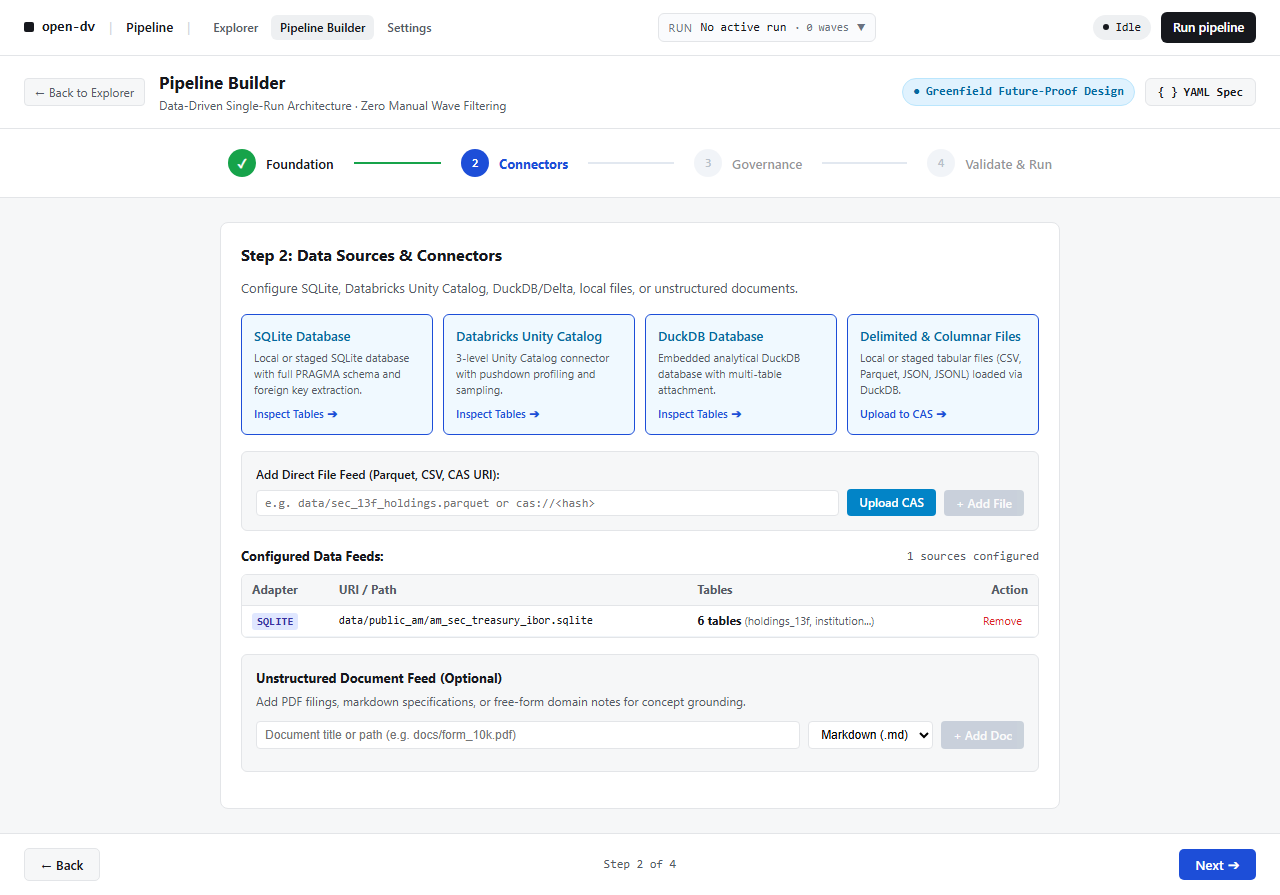 open-dv | Pipeline | Explorer Pipeline Builder Settings RUN No active run · 0 waves ▼ ● Idle Run pipeline
← Back to Explorer
Pipeline Builder
Data-Driven Single-Run Architecture · Zero Manual Wave Filtering
● Greenfield Future-Proof Design
{ } YAML Spec
✓ Foundation 2 Connectors 3 Governance 4 Validate & Run
Step 2: Data Sources & Connectors
Configure SQLite, Databricks Unity Catalog, DuckDB/Delta, local files, or unstructured documents.
SQLite Database
Local or staged SQLite database
with full PRAGMA schema and
foreign key extraction.
Inspect Tables ➔
Databricks Unity Catalog
3-level Unity Catalog connector
with pushdown profiling and
sampling.
Inspect Tables ➔
DuckDB Database
Embedded analytical DuckDB
database with multi-table
attachment.
Inspect Tables ➔
Delimited & Columnar Files
Local or staged tabular files (CSV,
Parquet, JSON, JSONL) loaded via
DuckDB.
Upload to CAS ➔
Add Direct File Feed (Parquet, CSV, CAS URI):
e.g. data/sec_13f_holdings.parquet or cas://<hash> Upload CAS + Add File
Configured Data Feeds: 1 sources configured
Adapter URI / Path Tables Action
SQLITE data/public_am/am_sec_treasury_ibor.sqlite 6 tables (holdings_13f, institution...) Remove
Unstructured Document Feed (Optional)
Add PDF filings, markdown specifications, or free-form domain notes for concept grounding.
Document title or path (e.g. docs/form_10k.pdf) Markdown (.md) + Add Doc
← Back Step 2 of 4 Next ➔